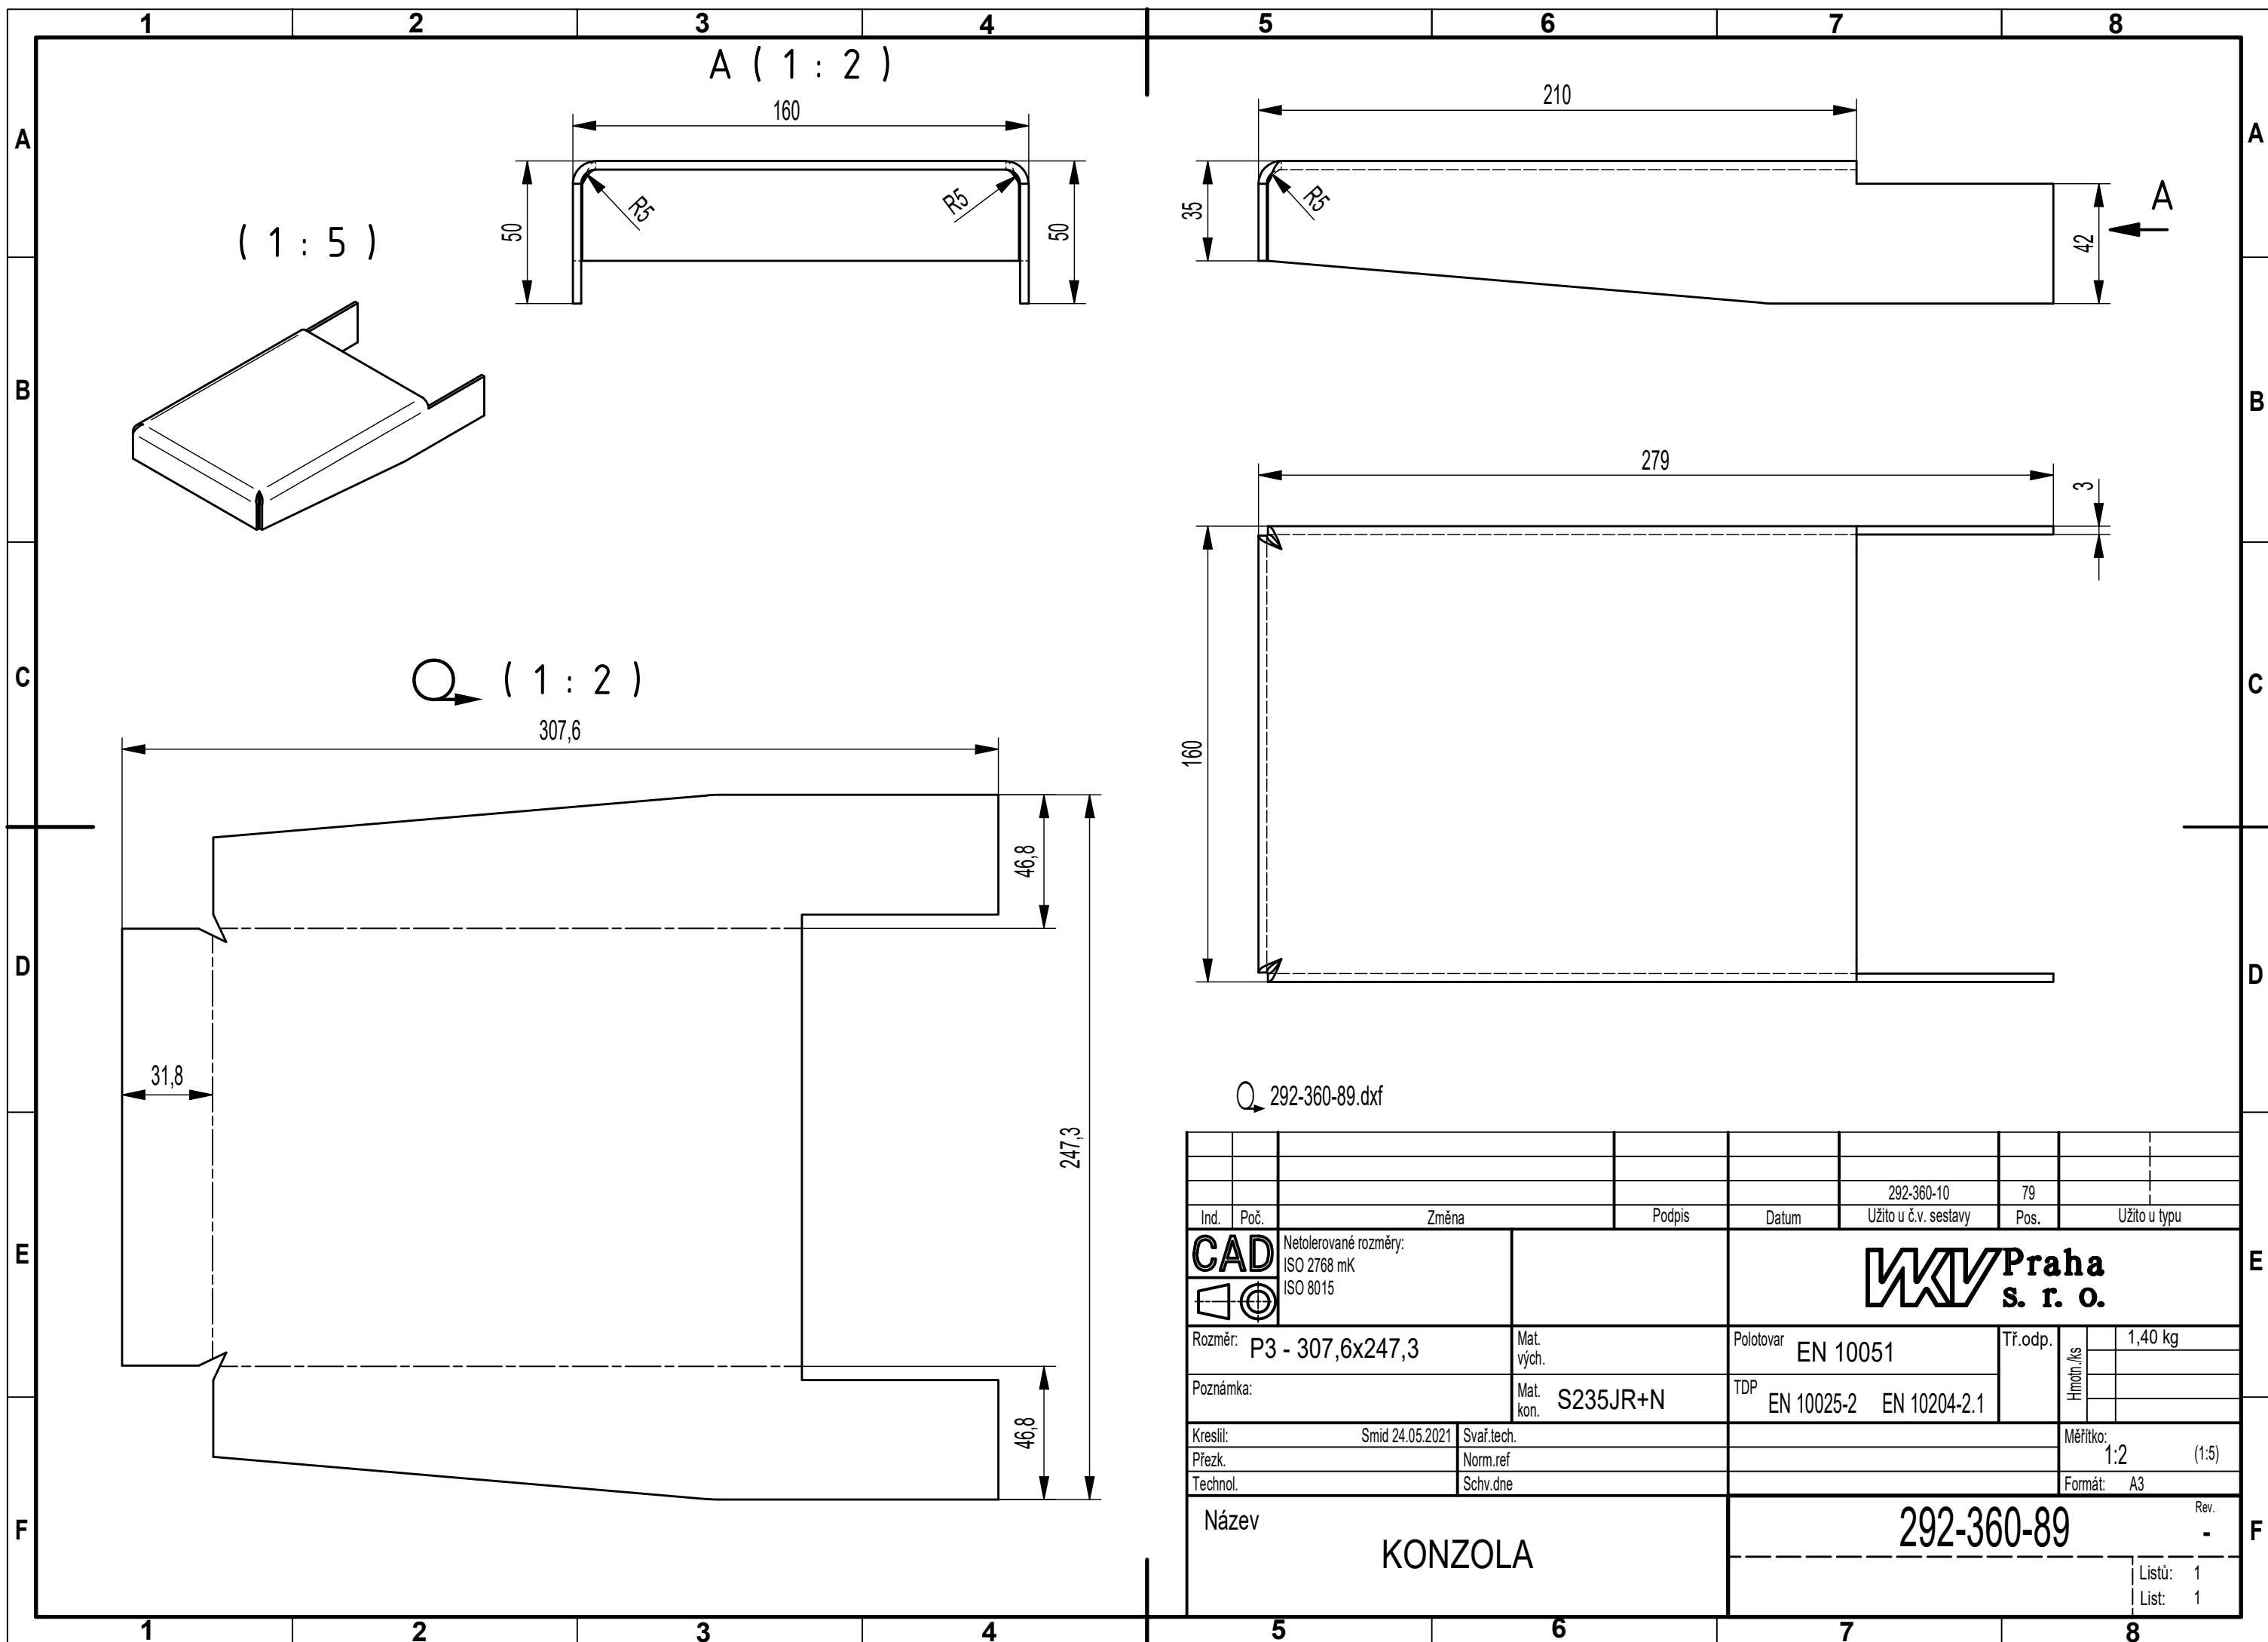 1 2 3 4 5 6 7 8
A ( 1 : 2 )
160
210
A A
50
R5
R5
50
35
R5
42
A
( 1 : 5 )
B B
279
3
160
C C
( 1 : 2 )
307,6
46,8
D D
31,8
247,3
46,8
292-360-89.dxf
292-360-10 79
Ind. Poč. Změna Podpis Datum Užito u č.v. sestavy Pos. Užito u typu
E E
CAD
Netolerované rozměry:
ISO 2768 mK
ISO 8015
VKV Praha
s. r. o.
Rozměr: P3 - 307,6x247,3
Mat.
vých.
Polotovar EN 10051
Tř.odp.
Hmotn./ks
1,40 kg
Poznámka:
Mat.
kon. S235JR+N
TDP EN 10025-2 EN 10204-2.1
Kreslil: Smid 24.05.2021 Svař.tech.
Přezk. Norm.ref
Technol. Schv.dne
Měřítko:
1:2 (1:5)
Formát: A3
F F
Název
KONZOLA
292-360-89
Rev.
-
Listů: 1
List: 1
1 2 3 4 5 6 7 8